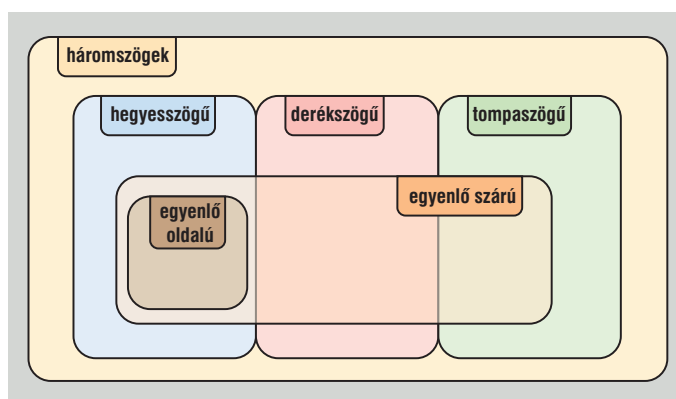 háromszögek
hegyesszögű
derékszögű
tompaszögű
egyenlő szárú
egyenlő
oldalú